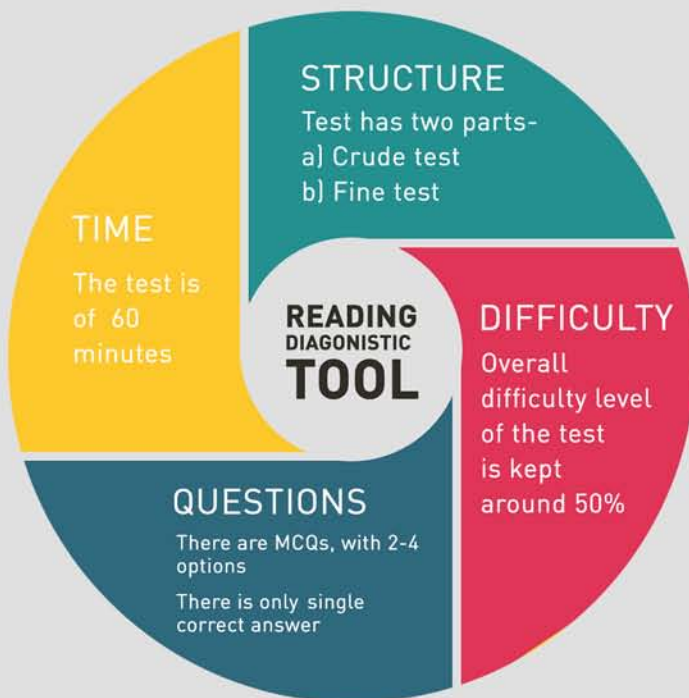 STRUCTURE
Test has two parts-
a) Crude test
b) Fine test
TIME
The test is
of 60
minutes
READING
DIAGONISTIC
TOOL
DIFFICULTY
Overall
difficulty level
of the test
is kept
around 50%
QUESTIONS
There are MCQs, with 2-4
options
There is only single
correct answer